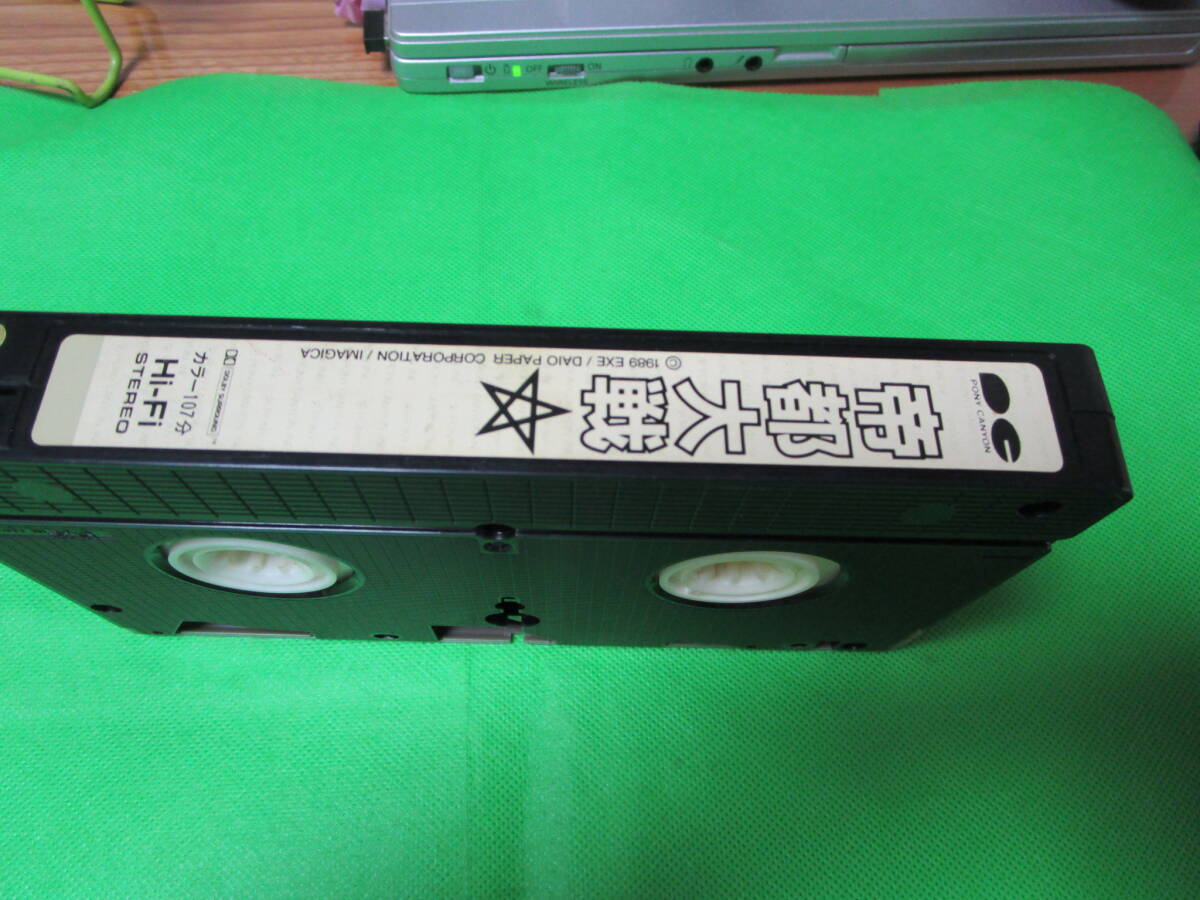 PONY CANYON
帝都大戦
© 1989 EXE / DAIO PAPER CORPORATION / IMAGICA
DOLBY SURROUND
カラー107分
Hi-Fi
STEREO
OFF
ON
WIRELESS